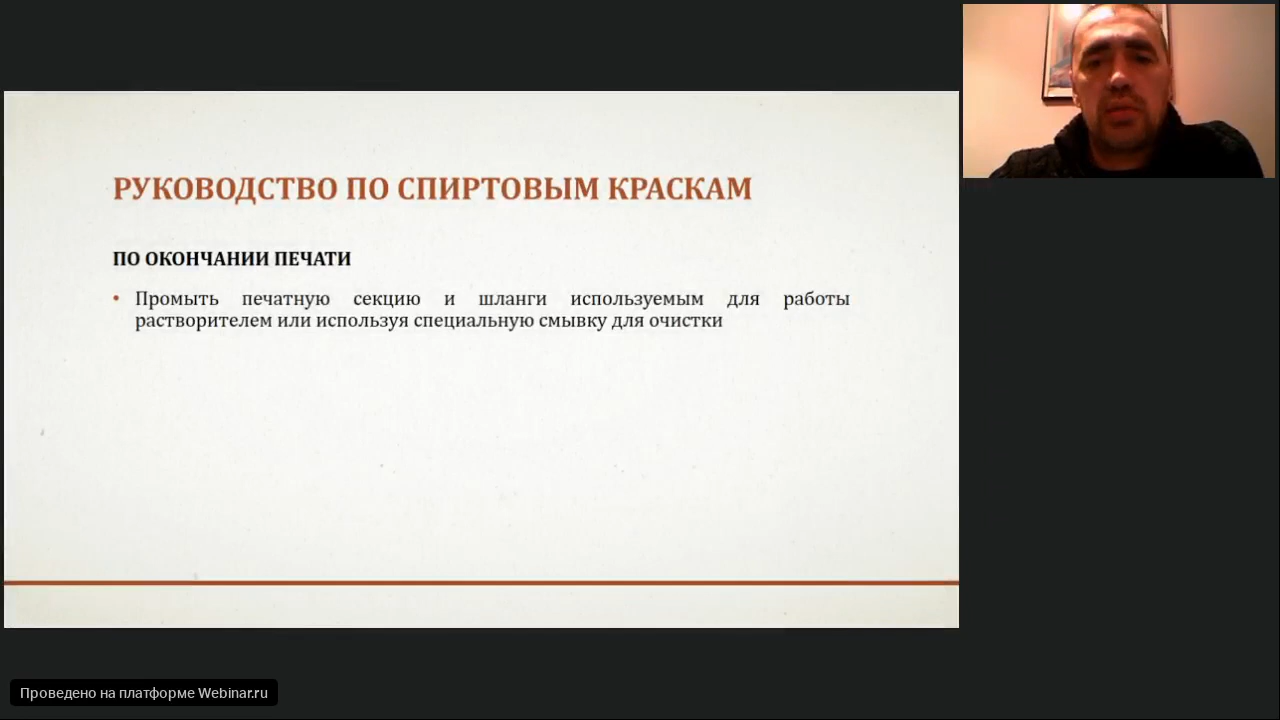 РУКОВОДСТВО ПО СПИРТОВЫМ КРАСКАМ
ПО ОКОНЧАНИИ ПЕЧАТИ
• Промыть печатную секцию и шланги используемым для работы
растворителем или используя специальную смывку для очистки
Проведено на платформе Webinar.ru